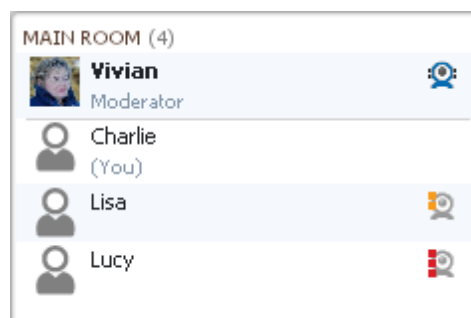 MAIN ROOM (4)
Vivian
Moderator
Charlie
(You)
Lisa
Lucy